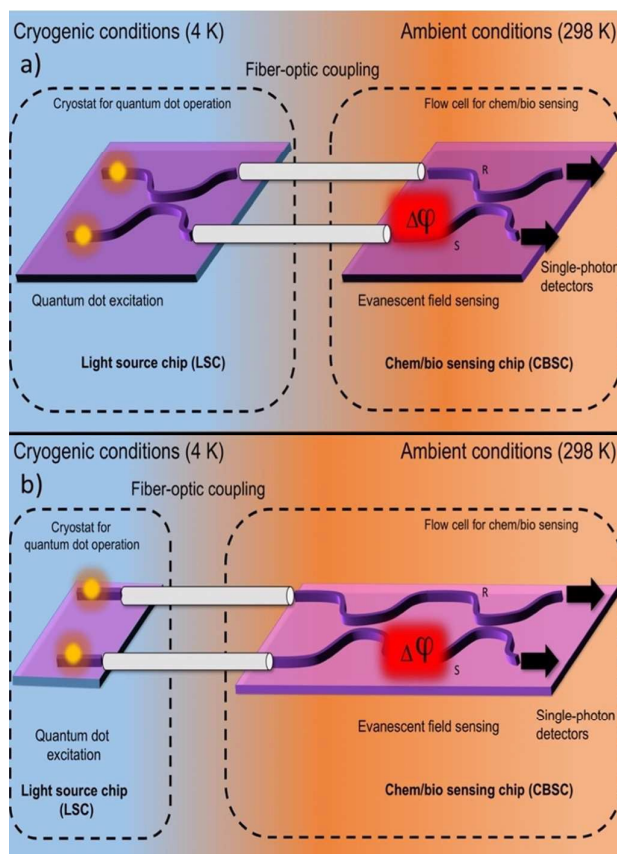 Cryogenic conditions (4 K)
Ambient conditions (298 K)
a)
Fiber-optic coupling
Cryostat for quantum dot operation
Flow cell for chem/bio sensing
R
Δφ
S
Single-photon
detectors
Quantum dot excitation
Evanescent field sensing
Light source chip (LSC)
Chem/bio sensing chip (CBSC)
Cryogenic conditions (4 K)
Ambient conditions (298 K)
b)
Fiber-optic coupling
Cryostat for
quantum dot operation
Flow cell for chem/bio sensing
R
Δφ
S
Quantum dot
excitation
Evanescent field sensing
Single-photon
detectors
Light source chip
(LSC)
Chem/bio sensing chip (CBSC)